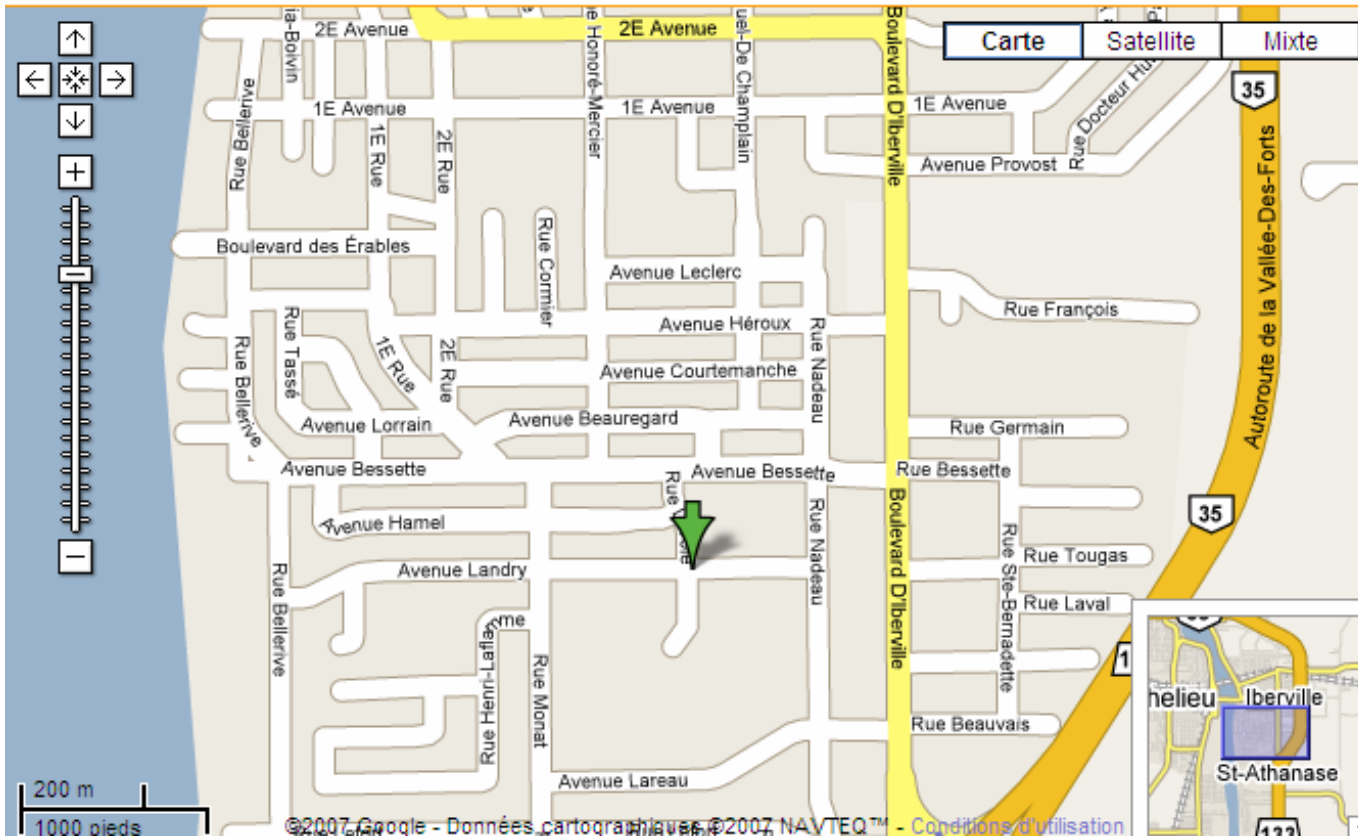 2E Avenue
2E Avenue
Boulevard D'Iberville
Carte
Satellite
Mixte
35
1E Avenue
1E Avenue
1E Avenue
Rue Bellerive
1E Rue
2E Rue
Avenue Provost
Autoroute de la Vallée-Des-Forts
Boulevard des Érables
Rue Cormier
Avenue Leclerc
Rue François
Avenue Héroux
Rue Nadeau
Rue Tassé
1E Rue
2E Rue
Rue Bellerive
Avenue Courtemanche
Avenue Lorrain
Avenue Beauregard
Rue Germain
Avenue Bessette
Avenue Bessette
Rue Bessette
Rue
Avenue Hamel
35
Rue Nadeau
Boulevard D'Iberville
Rue Ste-Bernadette
Rue Tougas
Avenue Landry
Rue Bellerive
Rue Laval
Rue Monat
Iberville
Rue Beauvais
St-Athanase
Avenue Lareau
200 m
1000 pieds
133
©2007 Google - Données cartographiques ©2007 NAVTEQ™ - Conditions d'utilisation